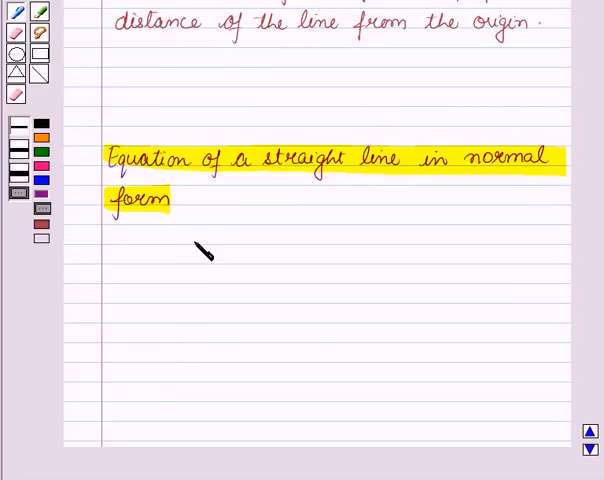 distance of the line from the origin.
Equation of a straight line in normal
form